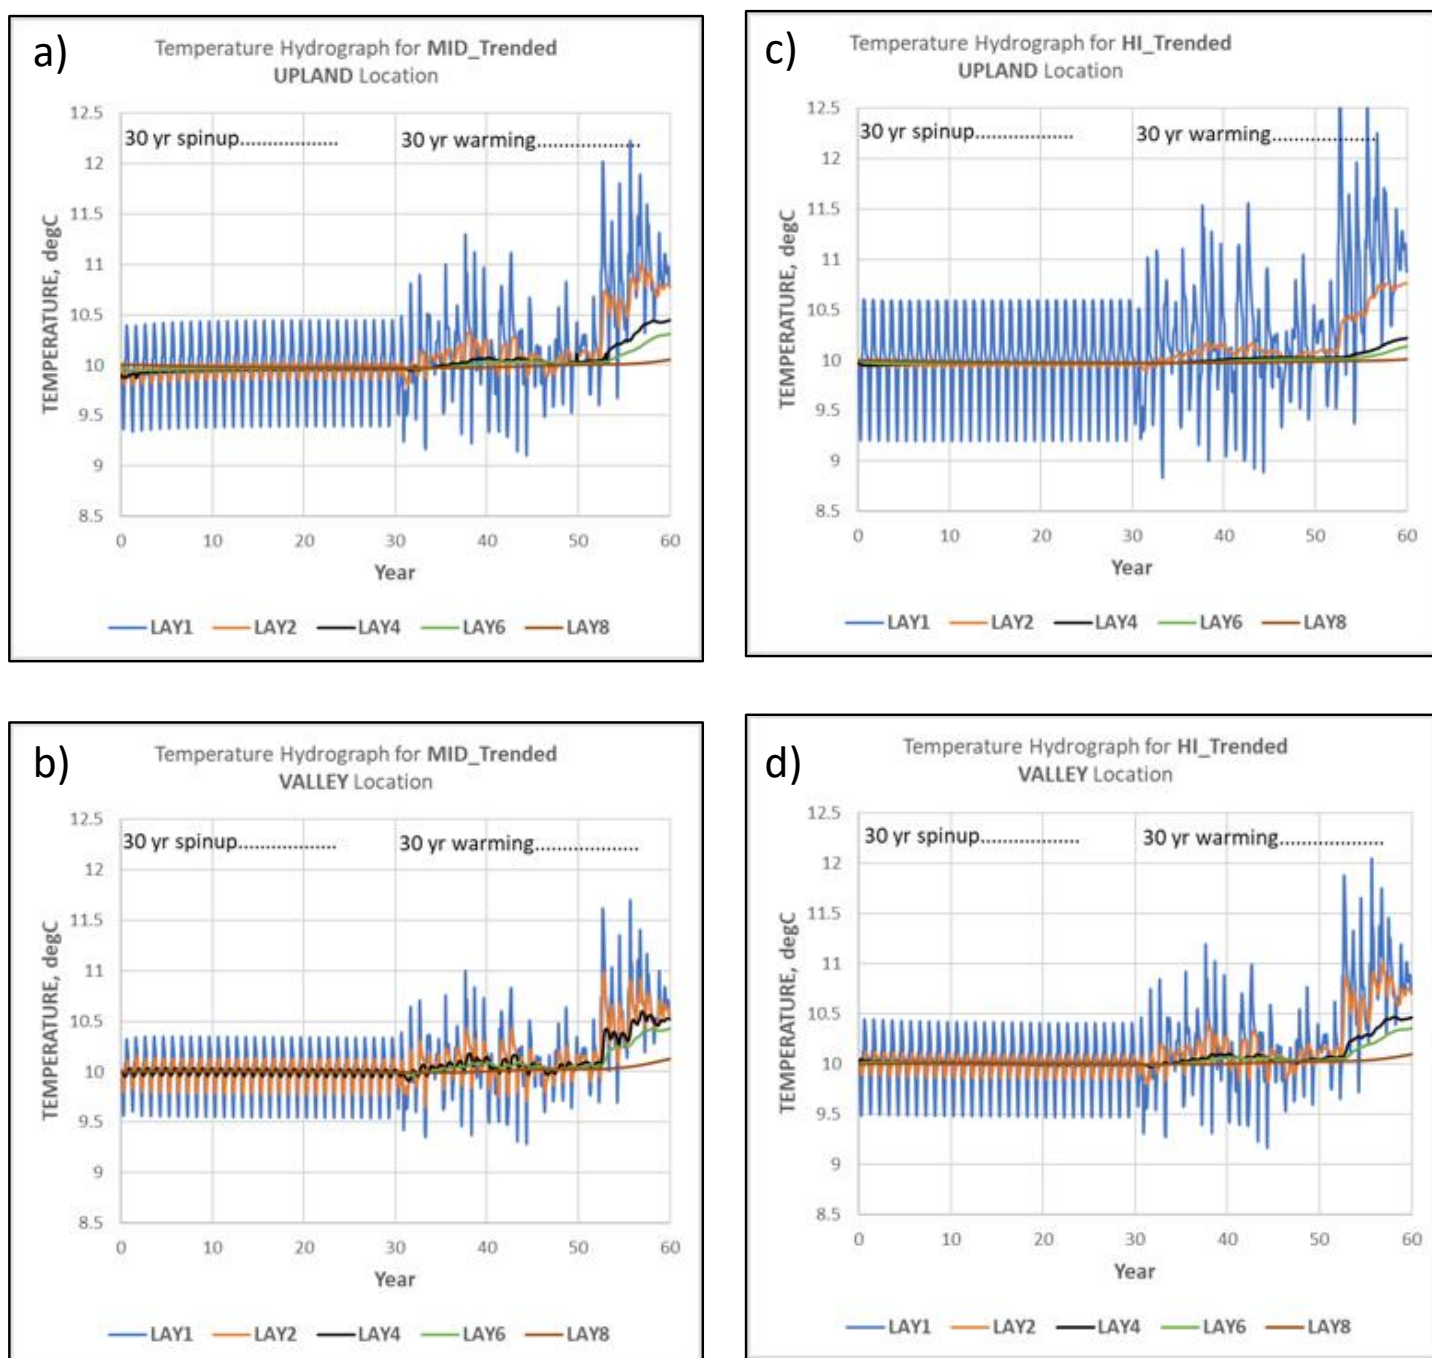 a)
Temperature Hydrograph for MID_Trended
UPLAND Location
30 yr spinup..................
30 yr warming...................
TEMPERATURE, degC
12.5
12
11.5
11
10.5
10
9.5
9
8.5
0 10 20 30 40 50 60
Year
LAY1 LAY2 LAY4 LAY6 LAY8
c)
Temperature Hydrograph for HI_Trended
UPLAND Location
30 yr spinup..................
30 yr warming...................
TEMPERATURE, degC
12.5
12
11.5
11
10.5
10
9.5
9
8.5
0 10 20 30 40 50 60
Year
LAY1 LAY2 LAY4 LAY6 LAY8
b)
Temperature Hydrograph for MID_Trended
VALLEY Location
30 yr spinup..................
30 yr warming...................
TEMPERATURE, degC
12.5
12
11.5
11
10.5
10
9.5
9
8.5
0 10 20 30 40 50 60
Year
LAY1 LAY2 LAY4 LAY6 LAY8
d)
Temperature Hydrograph for HI_Trended
VALLEY Location
30 yr spinup..................
30 yr warming...................
TEMPERATURE, degC
12.5
12
11.5
11
10.5
10
9.5
9
8.5
0 10 20 30 40 50 60
Year
LAY1 LAY2 LAY4 LAY6 LAY8